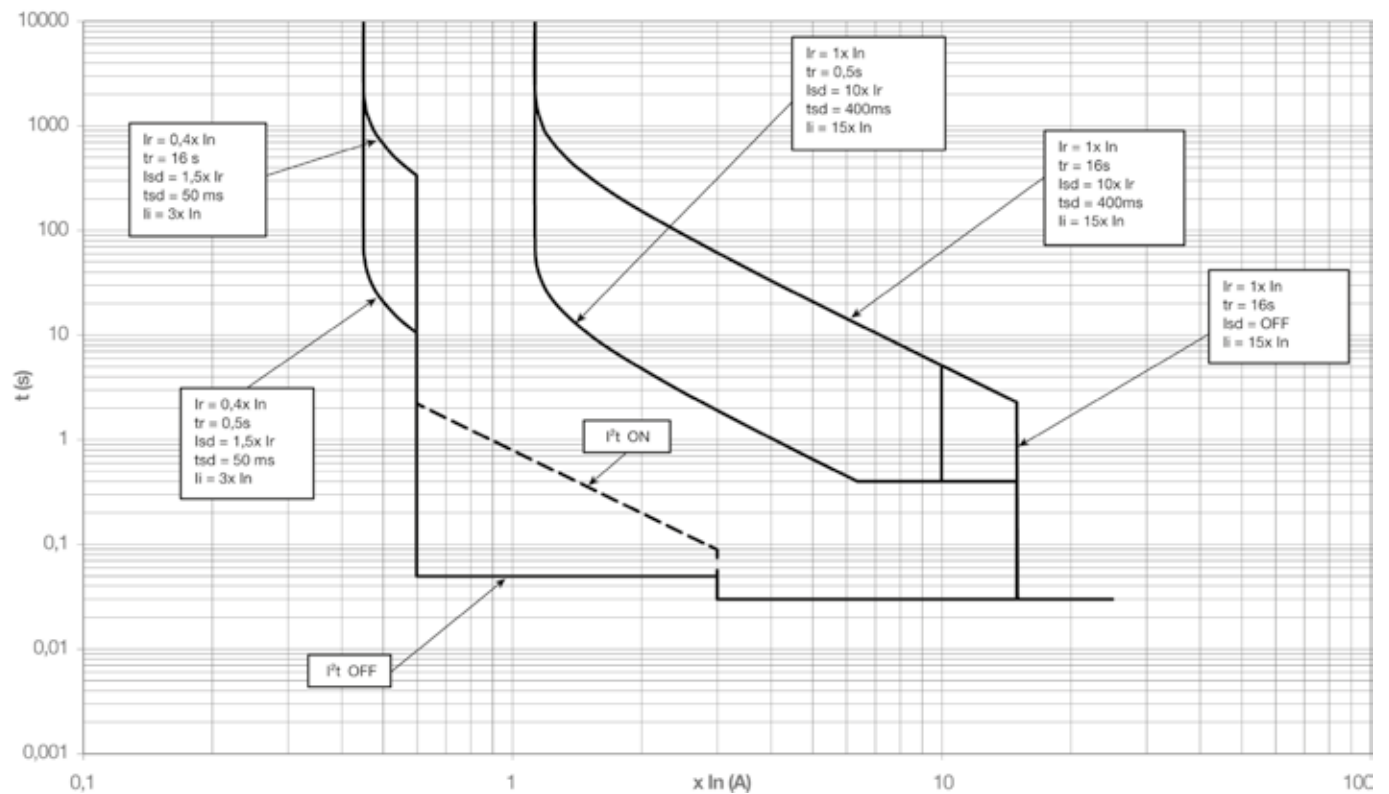 10000
1000
100
10
1
0,1
0,01
0,001
t (s)
Ir = 0,4x In
tr = 16 s
Isd = 1,5x Ir
tsd = 50 ms
Ii = 3x In
Ir = 1x In
tr = 0,5s
Isd = 10x Ir
tsd = 400ms
Ii = 15x In
Ir = 1x In
tr = 16s
Isd = 10x Ir
tsd = 400ms
Ii = 15x In
Ir = 1x In
tr = 16s
Isd = OFF
Ii = 15x In
Ir = 0,4x In
tr = 0,5s
Isd = 1,5x Ir
tsd = 50 ms
Ii = 3x In
I²t ON
I²t OFF
0,1
1
x In (A)
10
100